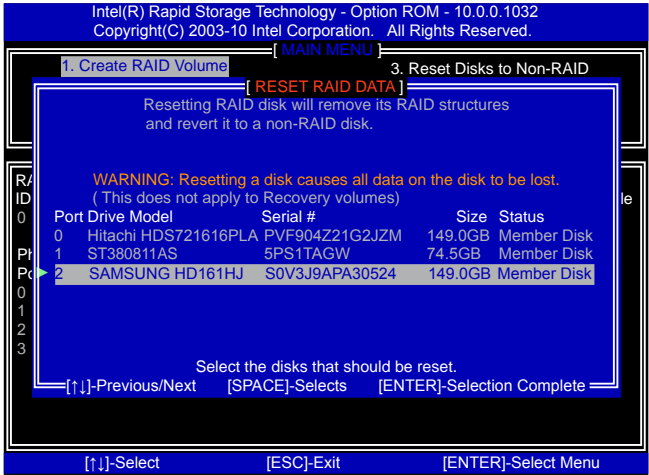 Intel(R) Rapid Storage Technology - Option ROM - 10.0.0.1032
Copyright(C) 2003-10 Intel Corporation. All Rights Reserved.
[ MAIN MENU ]
1. Create RAID Volume
3. Reset Disks to Non-RAID
[ RESET RAID DATA ]
Resetting RAID disk will remove its RAID structures
and revert it to a non-RAID disk.
WARNING: Resetting a disk causes all data on the disk to be lost.
( This does not apply to Recovery volumes)
Port Drive Model Serial # Size Status
0 Hitachi HDS721616PLA PVF904Z21G2JZM 149.0GB Member Disk
1 ST380811AS 5PS1TAGW 74.5GB Member Disk
2 SAMSUNG HD161HJ S0V3J9APA30524 149.0GB Member Disk
Select the disks that should be reset.
[↑↓]-Previous/Next [SPACE]-Selects [ENTER]-Selection Complete
ID
0
0
1
2
3
[↑↓]-Select [ESC]-Exit [ENTER]-Select Menu